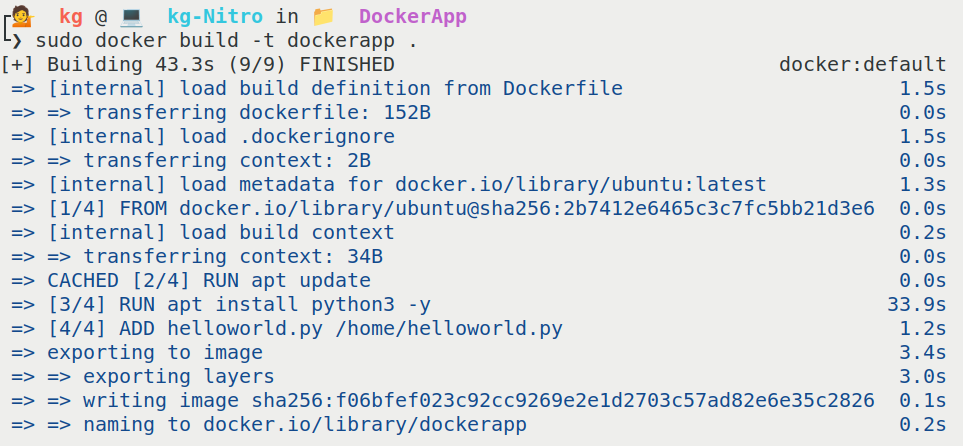 kg @ kg-Nitro in DockerApp
❯ sudo docker build -t dockerapp .
[+] Building 43.3s (9/9) FINISHED docker:default
=> [internal] load build definition from Dockerfile 1.5s
=> => transferring dockerfile: 152B 0.0s
=> [internal] load .dockerignore 1.5s
=> => transferring context: 2B 0.0s
=> [internal] load metadata for docker.io/library/ubuntu:latest 1.3s
=> [1/4] FROM docker.io/library/ubuntu@sha256:2b7412e6465c3c7fc5bb21d3e6 0.0s
=> [internal] load build context 0.2s
=> => transferring context: 34B 0.0s
=> CACHED [2/4] RUN apt update 0.0s
=> [3/4] RUN apt install python3 -y 33.9s
=> [4/4] ADD helloworld.py /home/helloworld.py 1.2s
=> exporting to image 3.4s
=> => exporting layers 3.0s
=> => writing image sha256:f06bfef023c92cc9269e2e1d2703c57ad82e6e35c2826 0.1s
=> => naming to docker.io/library/dockerapp 0.2s